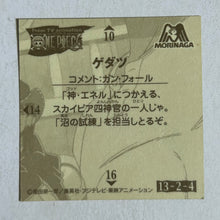 ONE PIECE
10
MORINAGA
ゲダツ
コメント:ガン・フォール
「神・エネル」につかえる、
スカイピア四神官の一人じゃ。
「沼の試練」を担当しとるぞ。
14
16
13-2-4
©尾田栄一郎/集英社・フジテレビ・東映アニメーション